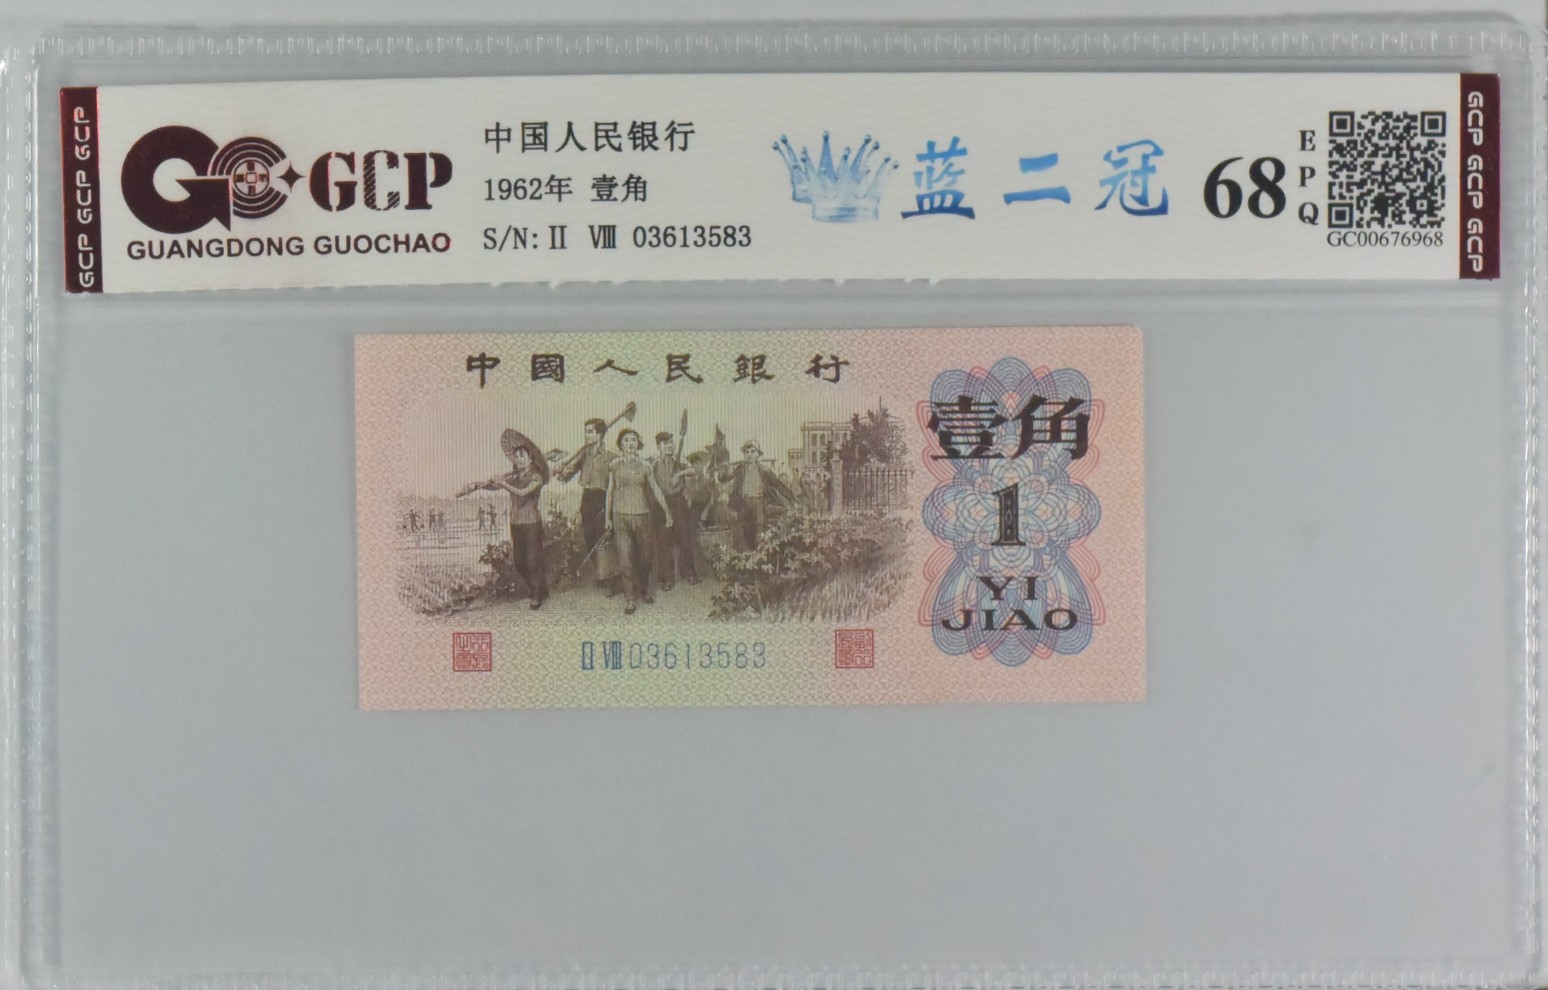 GCP GCP GCP
GCP
GUANGDONG GUOCHAO
中国人民银行
1962年 壹角
S/N: II VIII 03613583
蓝二冠
68
EPQ
GC00676968
GCP GCP GCP
中國人民銀行
壹角
1
YI
JIAO
II VIII 03613583